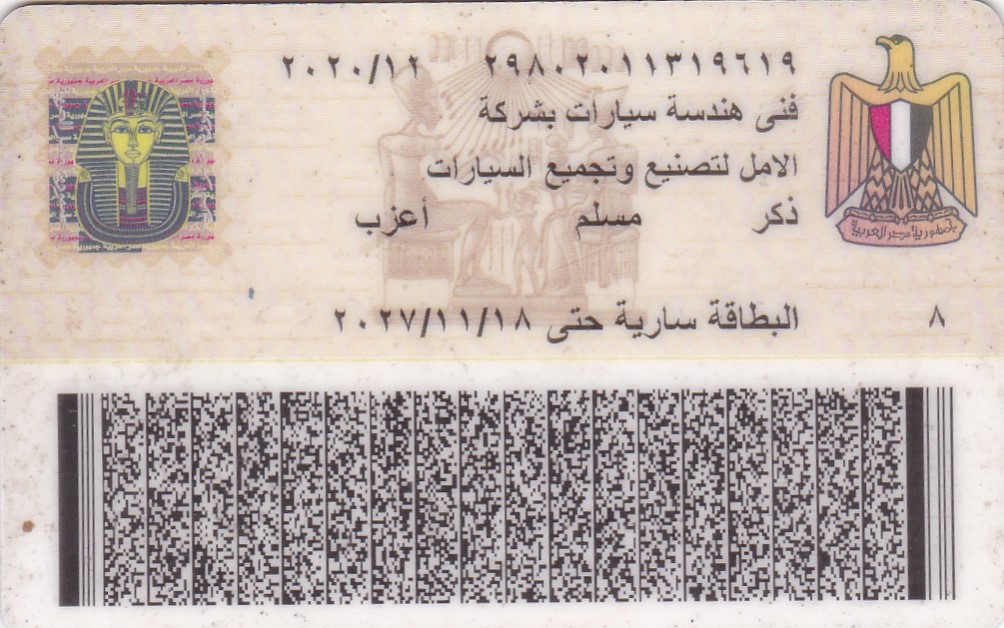 ٢٩٨٠٢٠١١٣١٩٦١٩ ٢٠٢٠/١٢
فنى هندسة سيارات بشركة
الامل لتصنيع وتجميع السيارات
ذكر مسلم أعزب
٨ البطاقة سارية حتى ٢٠٢٧/١١/١٨
جمهورية مصر العربية